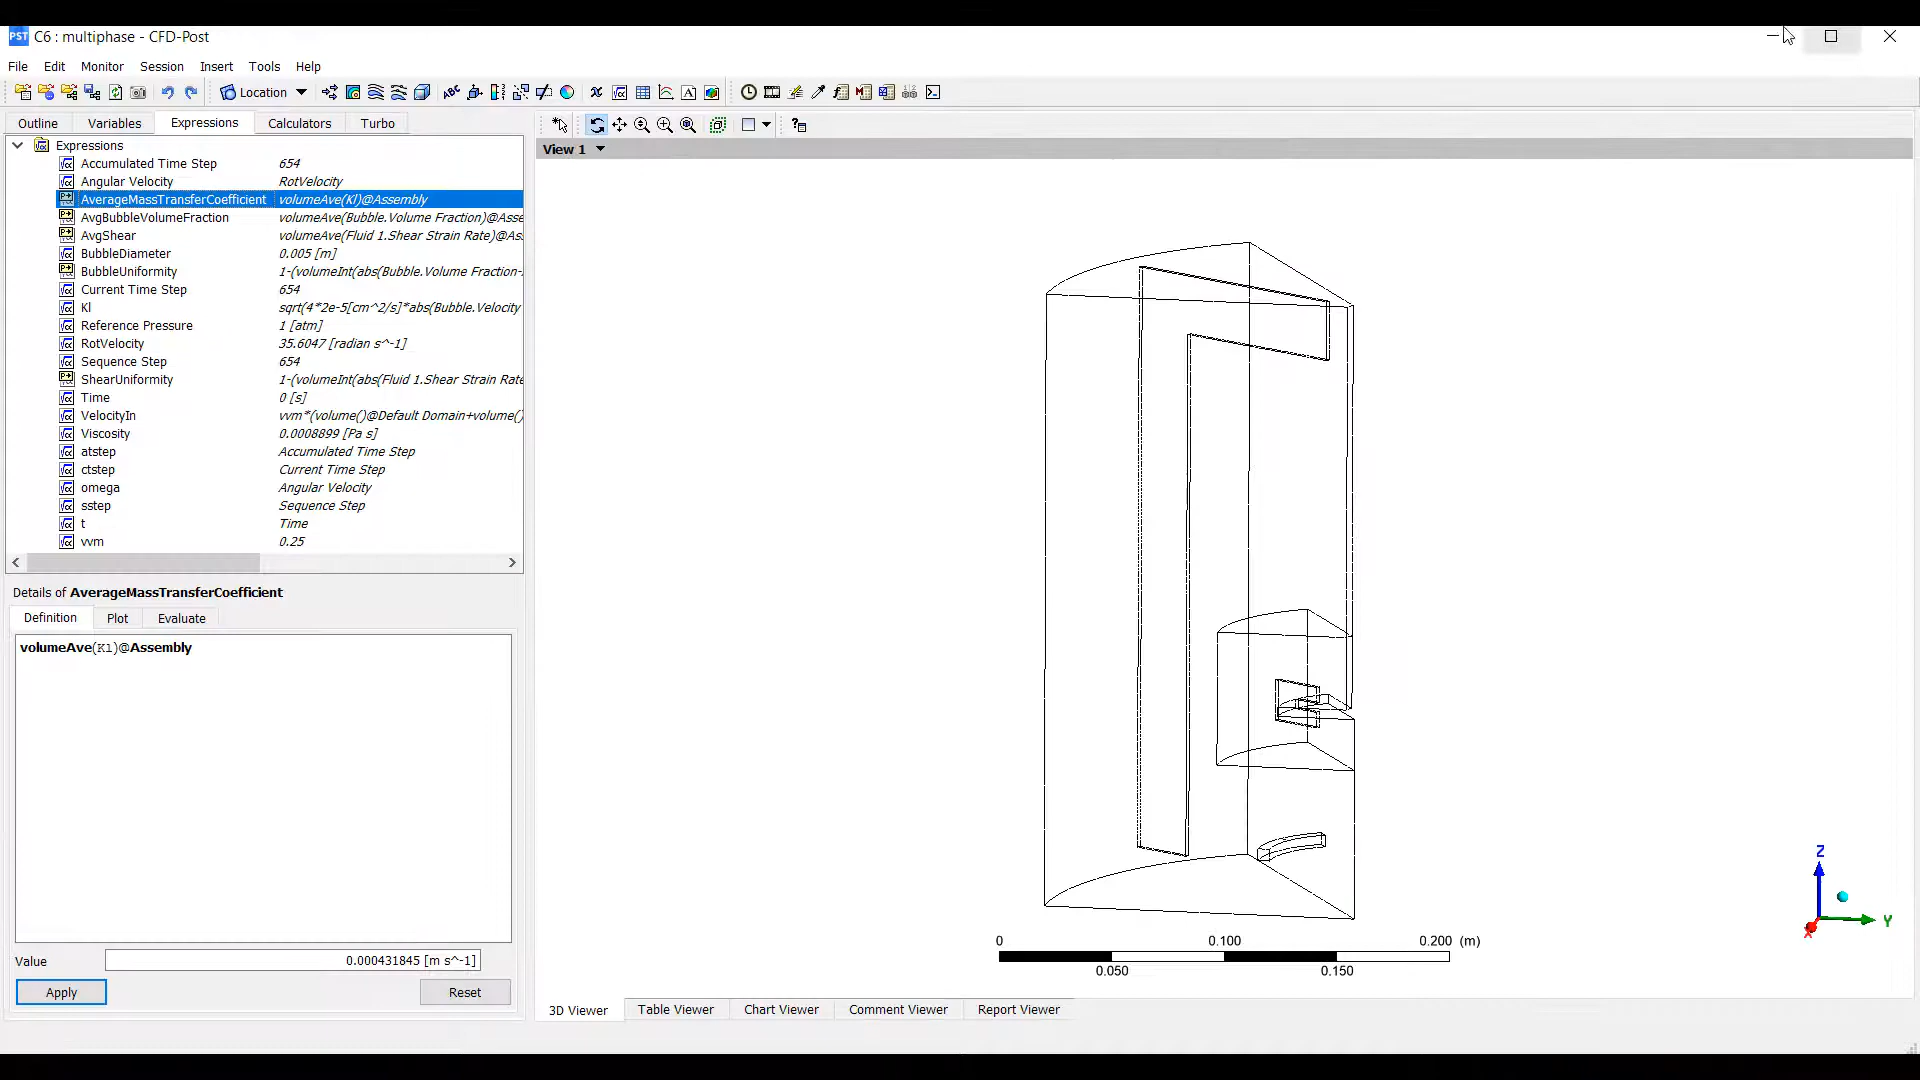 PST C6 : multiphase - CFD-Post
File Edit Monitor Session Insert Tools Help
Location
Outline Variables Expressions Calculators Turbo
View 1
Expressions
Accumulated Time Step 654
Angular Velocity RotVelocity
AverageMassTransferCoefficient volumeAve(Kl)@Assembly
AvgBubbleVolumeFraction volumeAve(Bubble.Volume Fraction)@Asse
AvgShear volumeAve(Fluid 1.Shear Strain Rate)@As
BubbleDiameter 0.005 [m]
BubbleUniformity 1-(volumeInt(abs(Bubble.Volume Fraction-
Current Time Step 654
Kl sqrt(4*2e-5[cm^2/s]*abs(Bubble.Velocity
Reference Pressure 1 [atm]
RotVelocity 35.6047 [radian s^-1]
Sequence Step 654
ShearUniformity 1-(volumeInt(abs(Fluid 1.Shear Strain Rate
Time 0 [s]
VelocityIn vvm*(volume()@Default Domain+volume()
Viscosity 0.0008899 [Pa s]
atstep Accumulated Time Step
ctstep Current Time Step
omega Angular Velocity
sstep Sequence Step
t Time
vvm 0.25
Details of AverageMassTransferCoefficient
Definition Plot Evaluate
volumeAve(Kl)@Assembly
Value 0.000431845 [m s^-1]
Apply Reset
0 0.100 0.200 (m)
0.050 0.150
Z
Y
X
3D Viewer Table Viewer Chart Viewer Comment Viewer Report Viewer